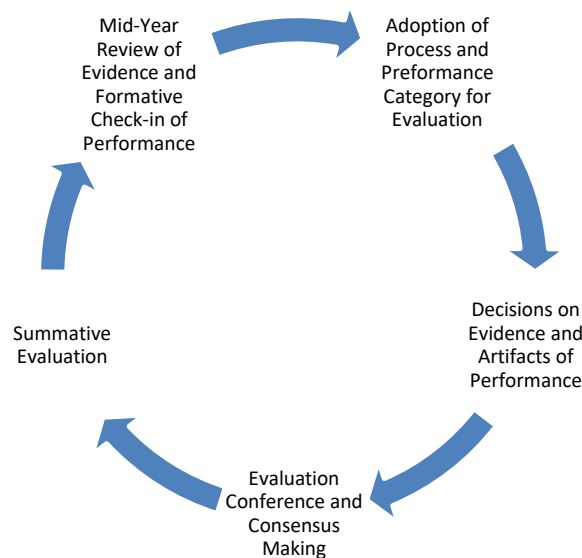 Mid-Year
Review of
Evidence and
Formative
Check-in of
Performance
Adoption of
Process and
Preformance
Category for
Evaluation
Decisions on
Evidence and
Artifacts of
Performance
Evaluation
Conference and
Consensus
Making
Summative
Evaluation